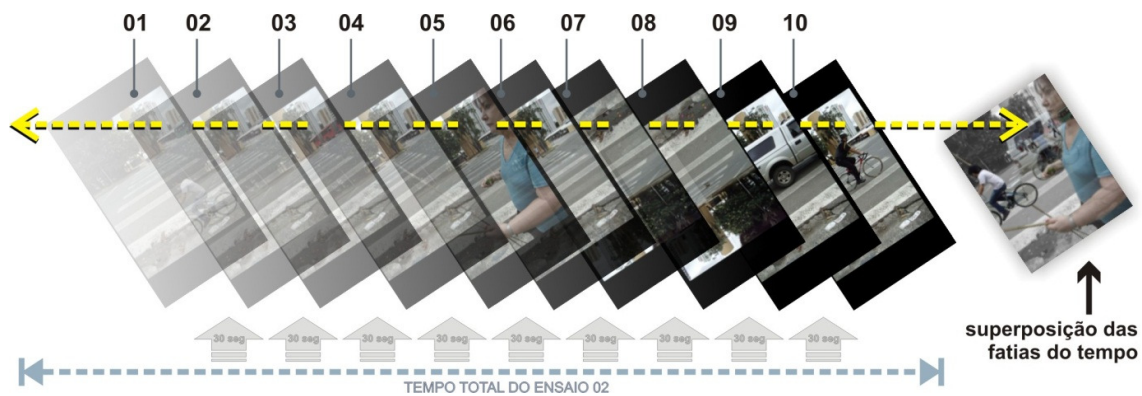 01 02 03 04 05 06 07 08 09 10
superposição das
fatias do tempo
30 seg 30 seg 30 seg 30 seg 30 seg 30 seg 30 seg 30 seg 30 seg
TEMPO TOTAL DO ENSAIO 02